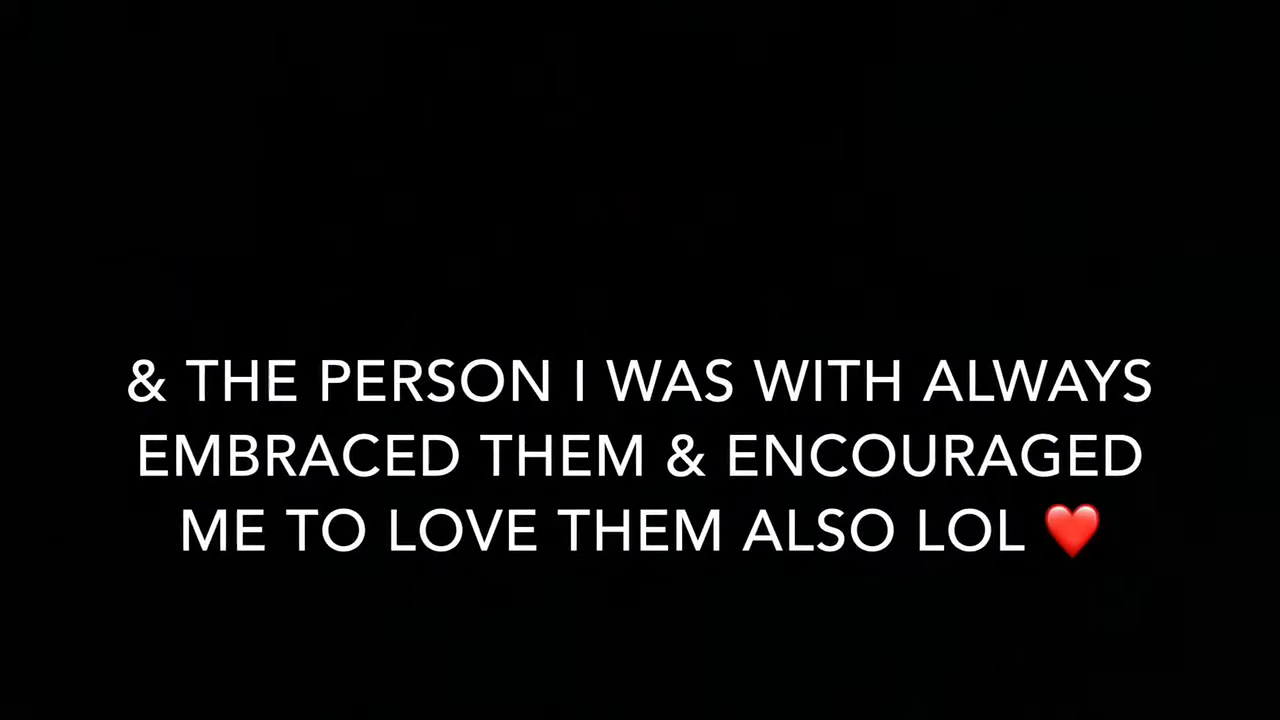 & THE PERSON I WAS WITH ALWAYS
EMBRACED THEM & ENCOURAGED
ME TO LOVE THEM ALSO LOL ❤️